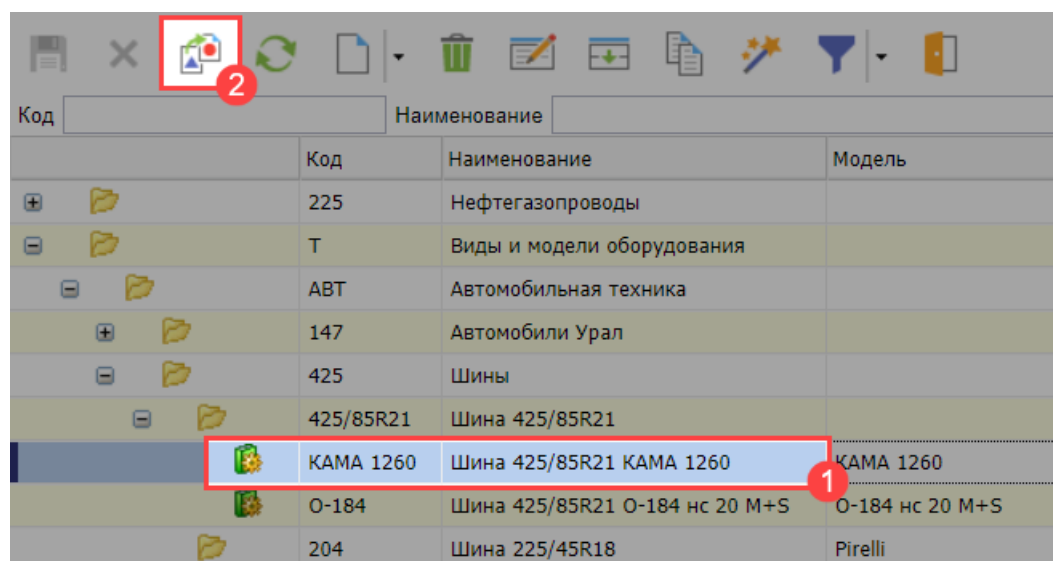 2
Код Наименование
Код Наименование Модель
225 Нефтегазопроводы
Т Виды и модели оборудования
АВТ Автомобильная техника
147 Автомобили Урал
425 Шины
425/85R21 Шина 425/85R21
КАМА 1260 Шина 425/85R21 КАМА 1260 КАМА 1260
1
О-184 Шина 425/85R21 О-184 нс 20 M+S О-184 нс 20 M+S
204 Шина 225/45R18 Pirelli